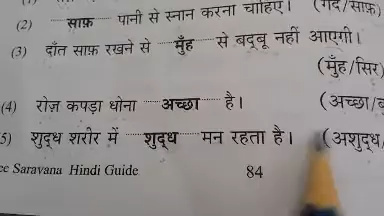 (2) साफ़ पानी से स्नान करना चाहिए। (गंदे/साफ़)
(3) दाँत साफ़ रखने से मुँह से बदबू नहीं आएगी।
(मुँह/सिर)
(4) रोज़ कपड़ा धोना अच्छा है। (अच्छा/
5) शुद्ध शरीर में शुद्ध मन रहता है। (अशुद्ध/
ee Saravana Hindi Guide 84